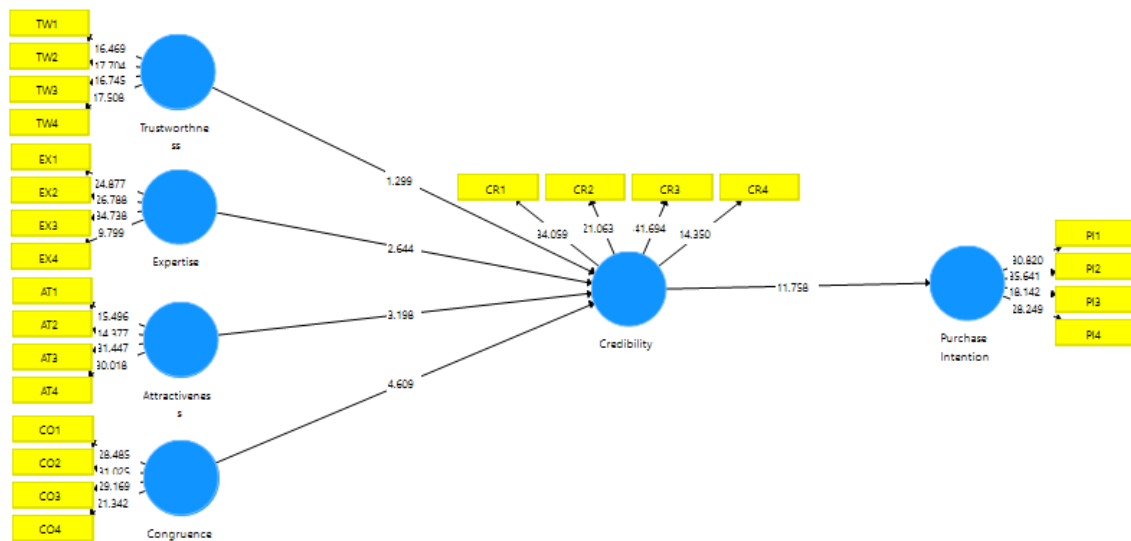 TW1
TW2
TW3
TW4
16.469
17.704
16.745
17.508
Trustworthne
ss
EX1
EX2
EX3
EX4
24.877
26.788
34.738
9.799
Expertise
AT1
AT2
AT3
AT4
15.496
14.377
31.447
30.018
Attractivenes
s
CO1
CO2
CO3
CO4
28.485
31.025
29.169
21.342
Congruence
1.299
2.644
3.198
4.609
CR1
CR2
CR3
CR4
34.059
21.063
41.694
14.350
Credibility
11.758
Purchase
Intention
30.820
35.641
18.142
28.249
PI1
PI2
PI3
PI4